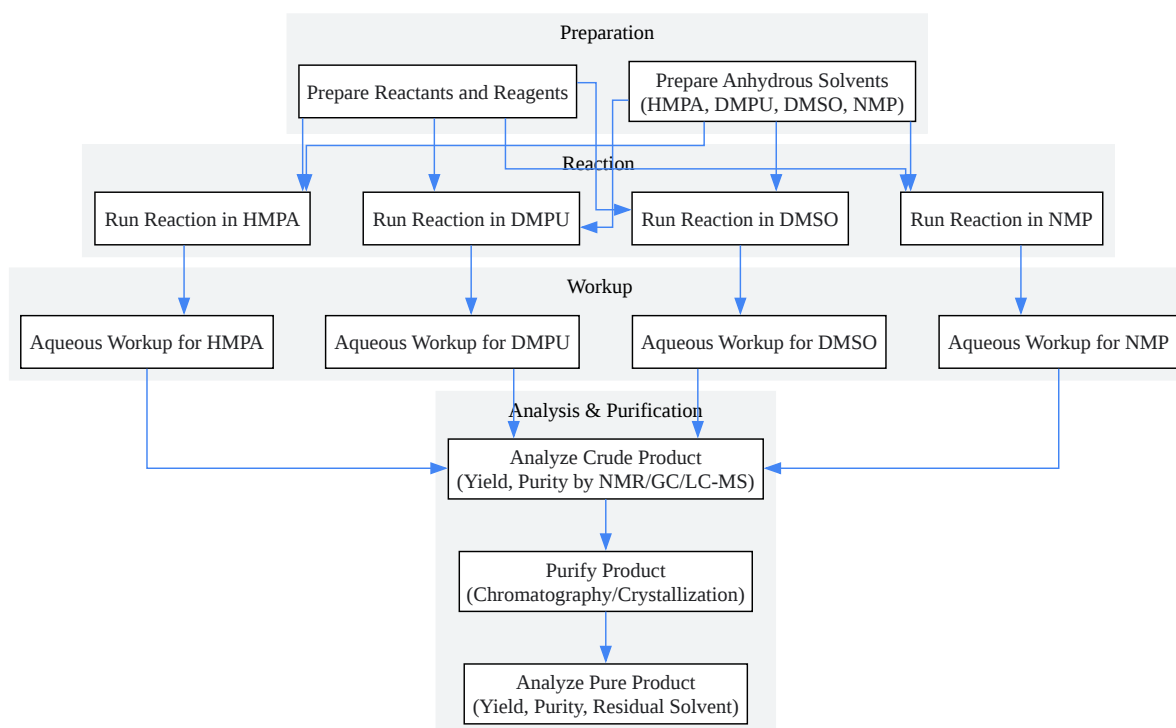 Preparation
Prepare Reactants and Reagents
Prepare Anhydrous Solvents
(HMPA, DMPU, DMSO, NMP)
Reaction
Run Reaction in HMPA
Run Reaction in DMPU
Run Reaction in DMSO
Run Reaction in NMP
Workup
Aqueous Workup for HMPA
Aqueous Workup for DMPU
Aqueous Workup for DMSO
Aqueous Workup for NMP
Analysis & Purification
Analyze Crude Product
(Yield, Purity by NMR/GC/LC-MS)
Purify Product
(Chromatography/Crystallization)
Analyze Pure Product
(Yield, Purity, Residual Solvent)